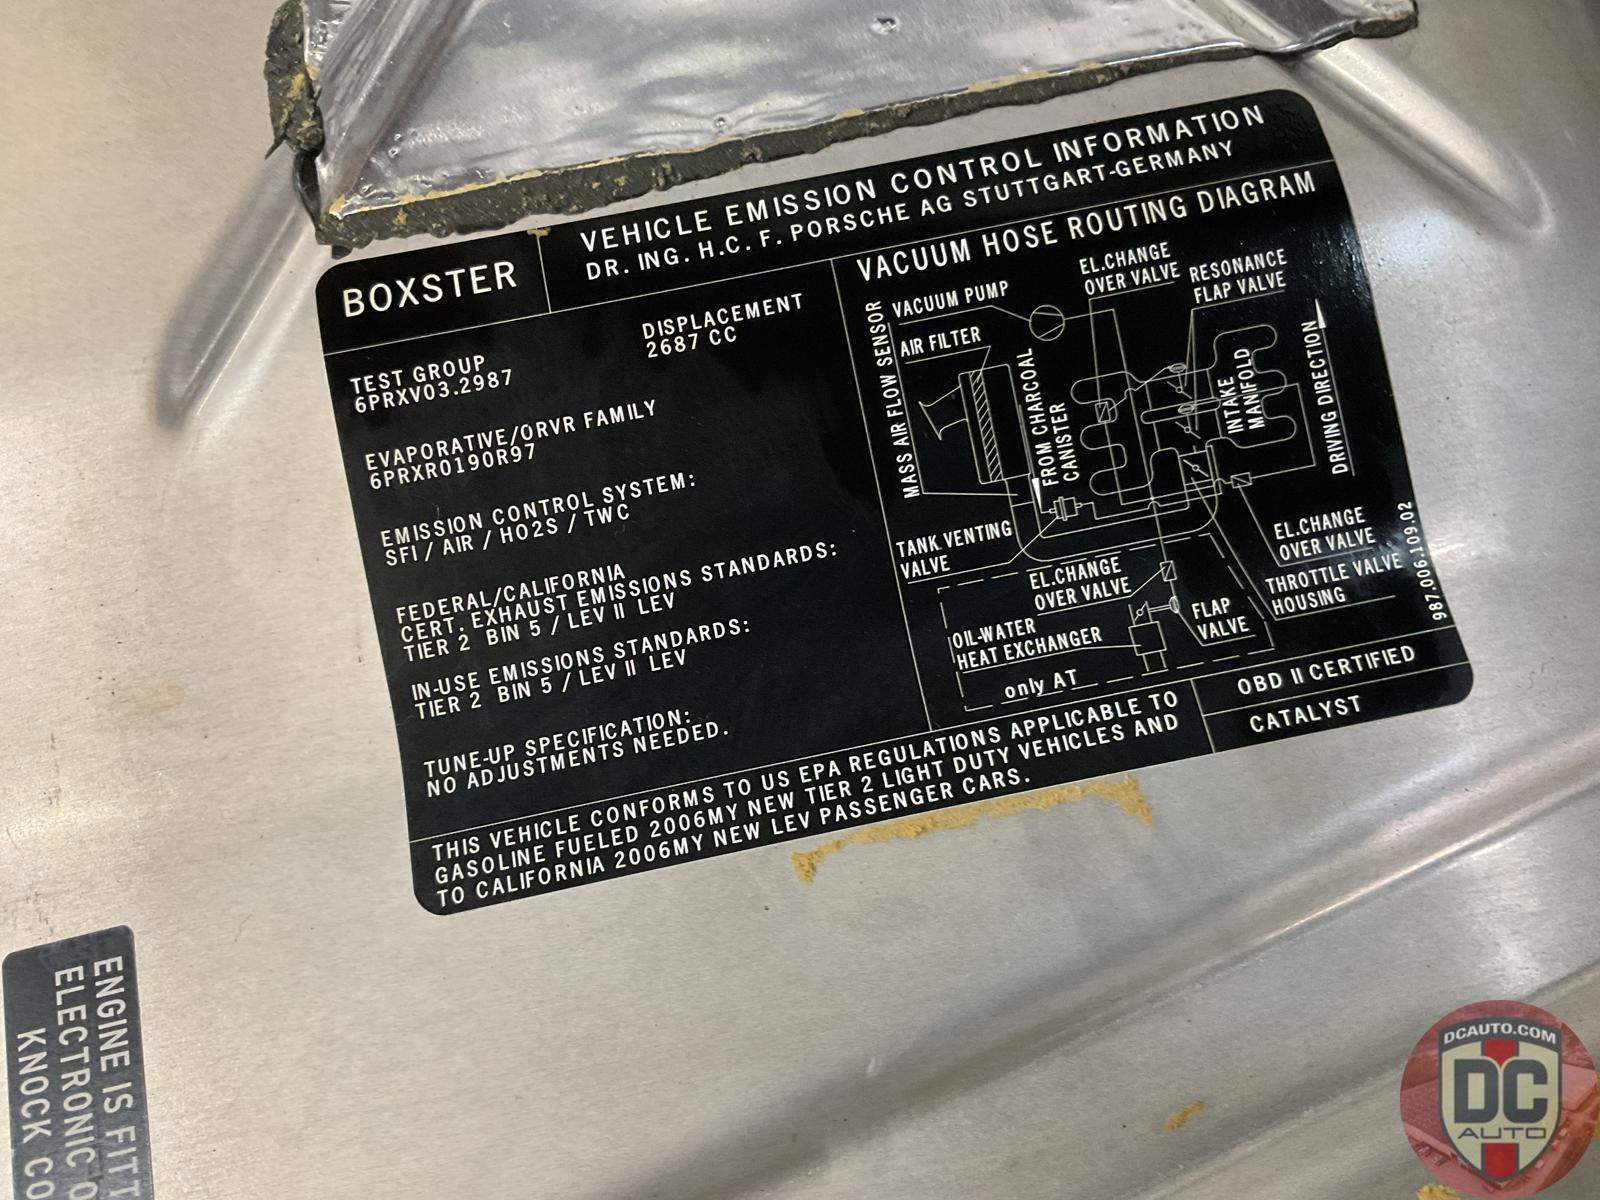 VEHICLE EMISSION CONTROL INFORMATION
DR. ING. H.C. F. PORSCHE AG STUTTGART-GERMANY
BOXSTER
DISPLACEMENT
2687 CC
TEST GROUP
6PRXV03.2987
EVAPORATIVE/ORVR FAMILY
6PRXR0190R97
EMISSION CONTROL SYSTEM:
SFI / AIR / HO2S / TWC
FEDERAL/CALIFORNIA
CERT. EXHAUST EMISSIONS STANDARDS:
TIER 2 BIN 5 / LEV II LEV
IN-USE EMISSIONS STANDARDS:
TIER 2 BIN 5 / LEV II LEV
TUNE-UP SPECIFICATION:
NO ADJUSTMENTS NEEDED.
VACUUM HOSE ROUTING DIAGRAM
VACUUM PUMP
EL.CHANGE
OVER VALVE
RESONANCE
FLAP VALVE
MASS AIR FLOW SENSOR
AIR FILTER
FROM CHARCOAL
CANISTER
INTAKE
MANIFOLD
DRIVING DIRECTION
TANK VENTING
VALVE
EL.CHANGE
OVER VALVE
EL.CHANGE
OVER VALVE
THROTTLE VALVE
HOUSING
OIL-WATER
HEAT EXCHANGER
FLAP
VALVE
only AT
987.006.109.02
THIS VEHICLE CONFORMS TO US EPA REGULATIONS APPLICABLE TO
GASOLINE FUELED 2006MY NEW TIER 2 LIGHT DUTY VEHICLES AND
TO CALIFORNIA 2006MY NEW LEV PASSENGER CARS.
OBD II CERTIFIED
CATALYST
ENGINE IS FITT
ELECTRONIC O
KNOCK CO
DCAUTO.COM
DC
AUTO